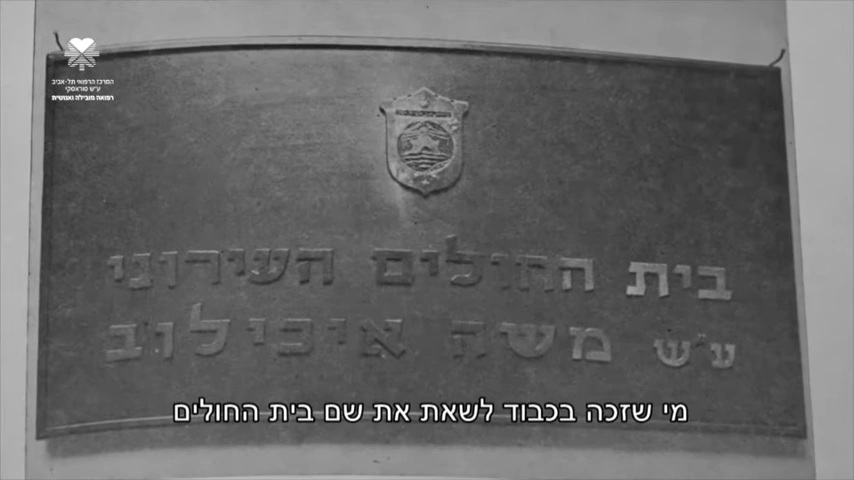 המרכז הרפואי תל-אביב
ע״ש סוראסקי
רפואה מובילה ואנושית
בית החולים העירוני
ע״ש משה איכילוב
מי שזכה בכבוד לשאת את שם בית החולים